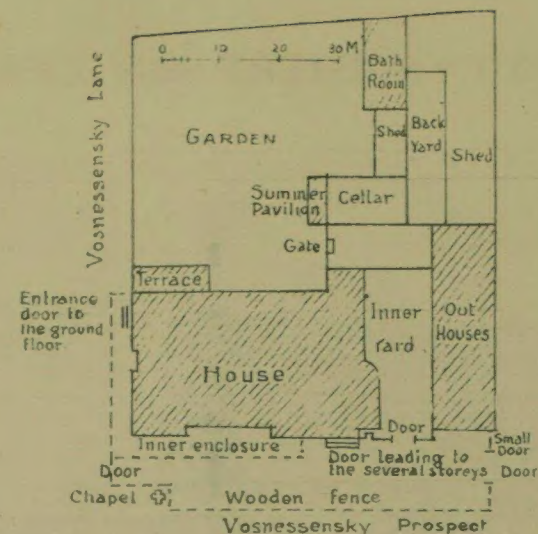 0 10 20 30 M
Bath
Room
Vosnessensky Lane
GARDEN
Shed
Back
Yard
Shed
Summer
Pavilion
Cellar
Gate
Terrace
Entrance
door to
the ground
floor
Inner
Yard
Out
Houses
House
Door
Inner enclosure
Door leading to
the several storeys
Small
Door
Door
Door
Chapel
Wooden fence
Vosnessensky Prospect